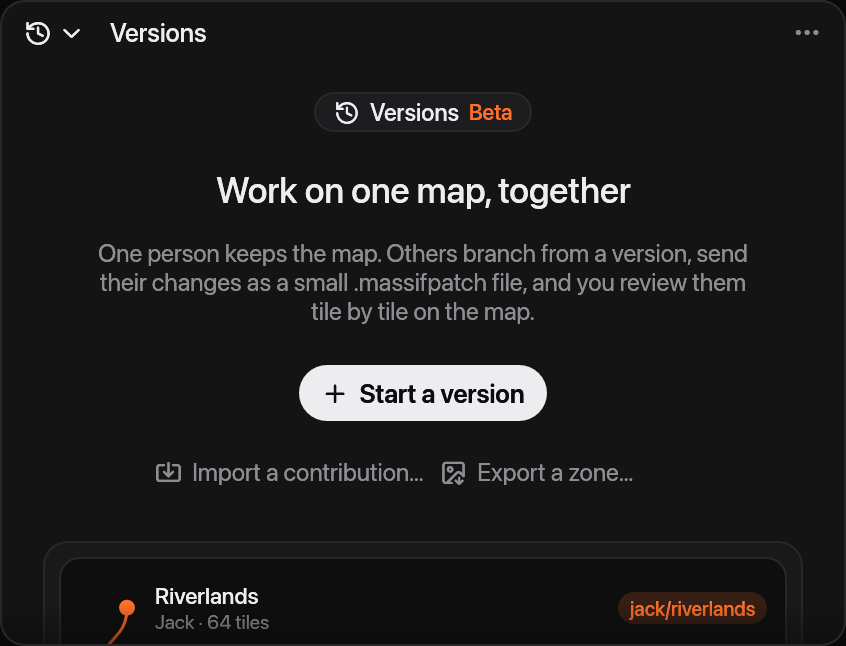 Versions
Versions Beta
Work on one map, together
One person keeps the map. Others branch from a version, send
their changes as a small .massifpatch file, and you review them
tile by tile on the map.
+ Start a version
Import a contribution... Export a zone...
Riverlands
jack/riverlands
Jack · 64 tiles